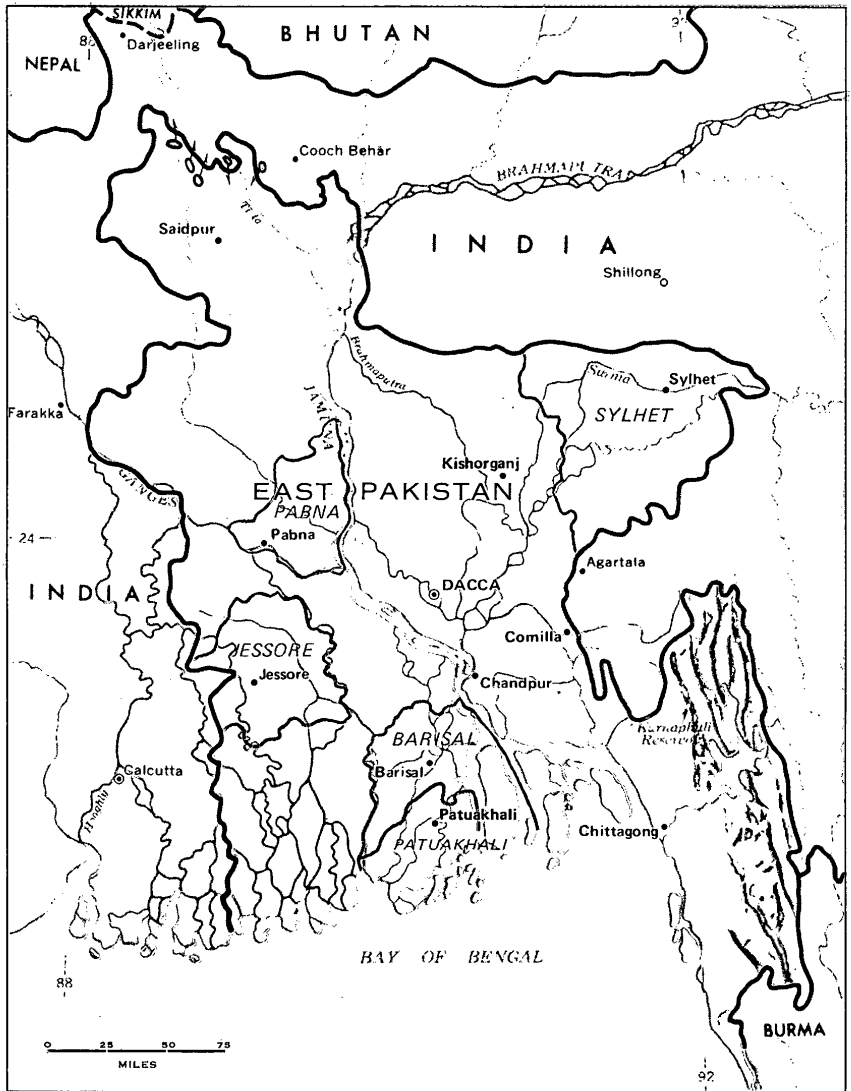 SIKKIM
88
Darjeeling
BHUTAN
NEPAL
Cooch Behar
BRAHMAPUTRA
Saidpur
INDIA
Shillong
Brahmaputra
Surma
Sylhet
Farakka
JAMUNA
SYLHET
Kishorganj
GANGES
EAST PAKISTAN
PABNA
24
Pabna
Agartala
DACCA
INDIA
Comilla
JESSORE
Jessore
Chandpur
Karnaphuli
BARISAL
Calcutta
Barisal
Hooghly
Patuakhali
Chittagong
PATUAKHALI
BAY OF BENGAL
88
BURMA
0 25 50 75
MILES
92